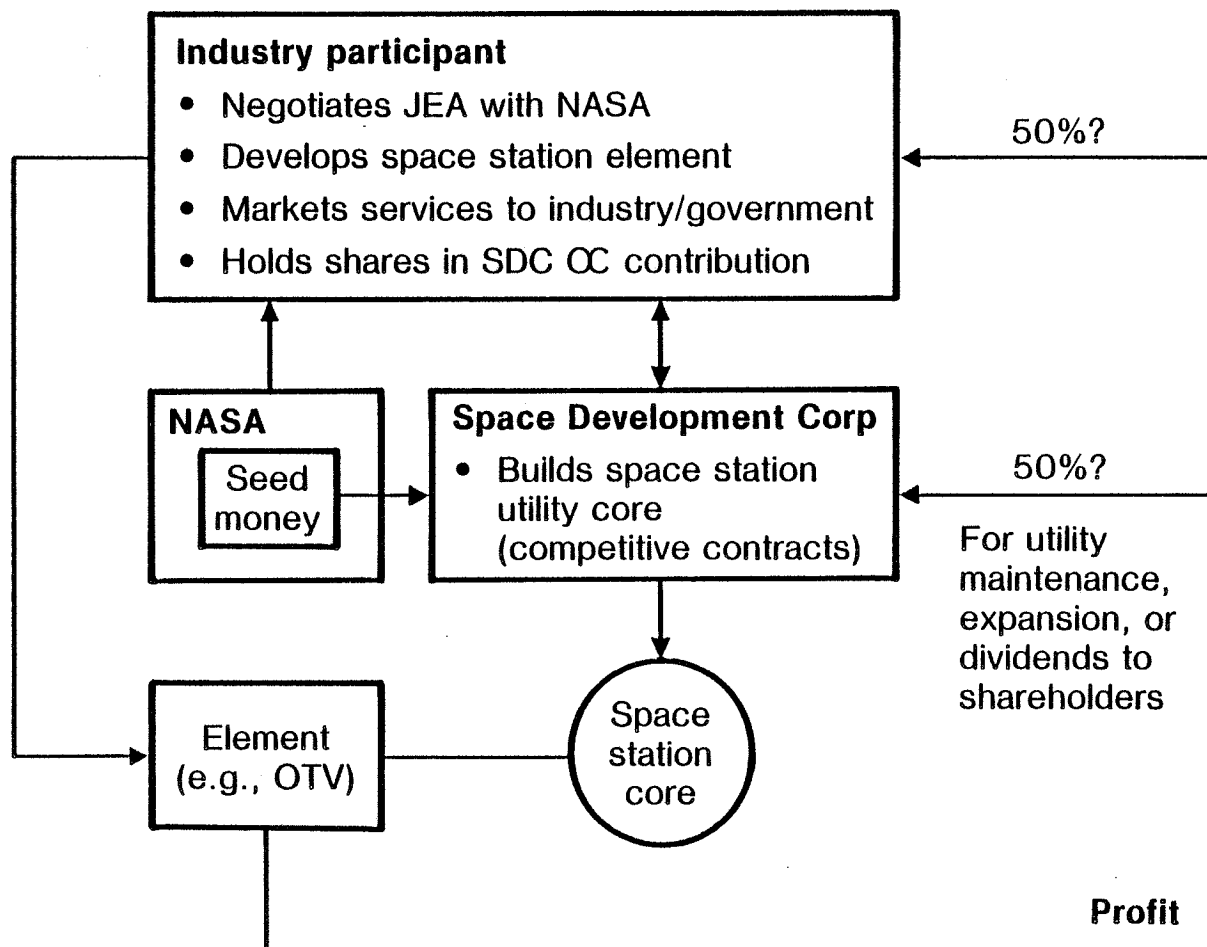 Industry participant
• Negotiates JEA with NASA
• Develops space station element
• Markets services to industry/government
• Holds shares in SDC ∝ contribution
50%?
NASA
Seed
money
Space Development Corp
• Builds space station
utility core
(competitive contracts)
50%?
For utility
maintenance,
expansion, or
dividends to
shareholders
Element
(e.g., OTV)
Space
station
core
Profit